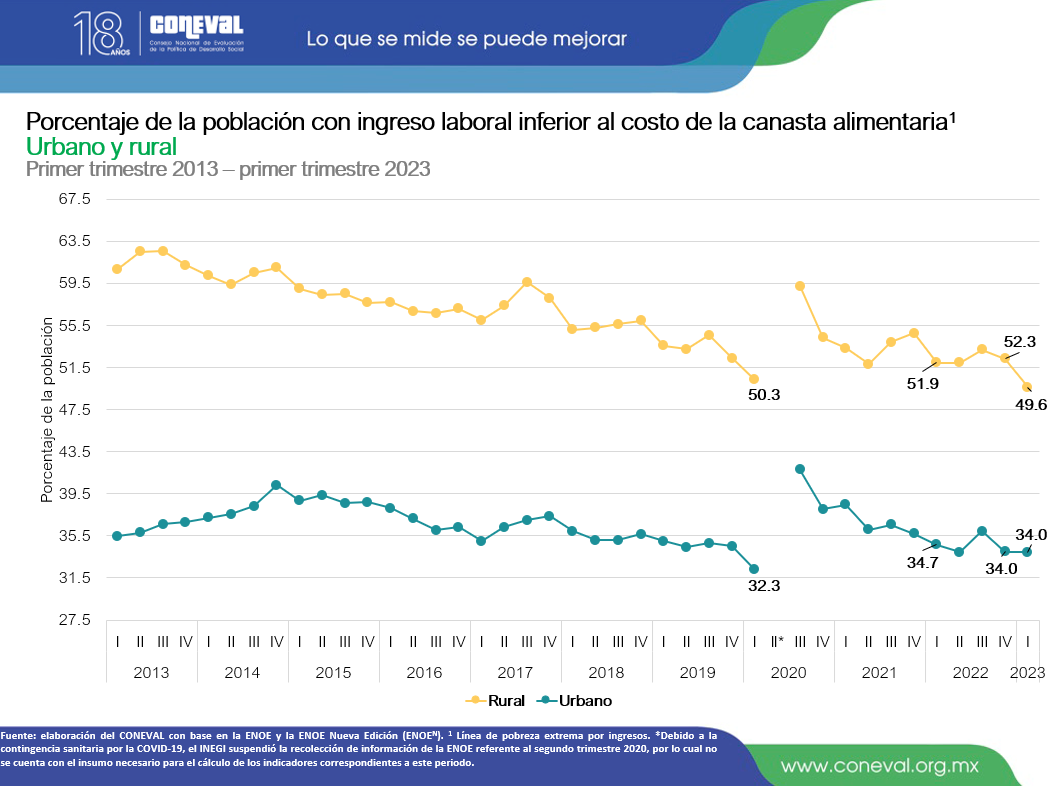 18 AÑOS
CONEVAL
Consejo Nacional de Evaluación
de la Política de Desarrollo Social
Lo que se mide se puede mejorar
Porcentaje de la población con ingreso laboral inferior al costo de la canasta alimentaria¹
Urbano y rural
Primer trimestre 2013 – primer trimestre 2023
Porcentaje de la población
67.5
63.5
59.5
55.5
51.5
47.5
43.5
39.5
35.5
31.5
27.5
50.3
51.9
52.3
49.6
32.3
34.7
34.0
34.0
I II III IV I II III IV I II III IV I II III IV I II III IV I II III IV I II III IV I II* III IV I II III IV I II III IV I
2013 2014 2015 2016 2017 2018 2019 2020 2021 2022 2023
Rural Urbano
Fuente: elaboración del CONEVAL con base en la ENOE y la ENOE Nueva Edición (ENOEᴺ). ¹ Línea de pobreza extrema por ingresos. *Debido a la
contingencia sanitaria por la COVID-19, el INEGI suspendió la recolección de información de la ENOE referente al segundo trimestre 2020, por lo cual no
se cuenta con el insumo necesario para el cálculo de los indicadores correspondientes a este periodo.
www.coneval.org.mx